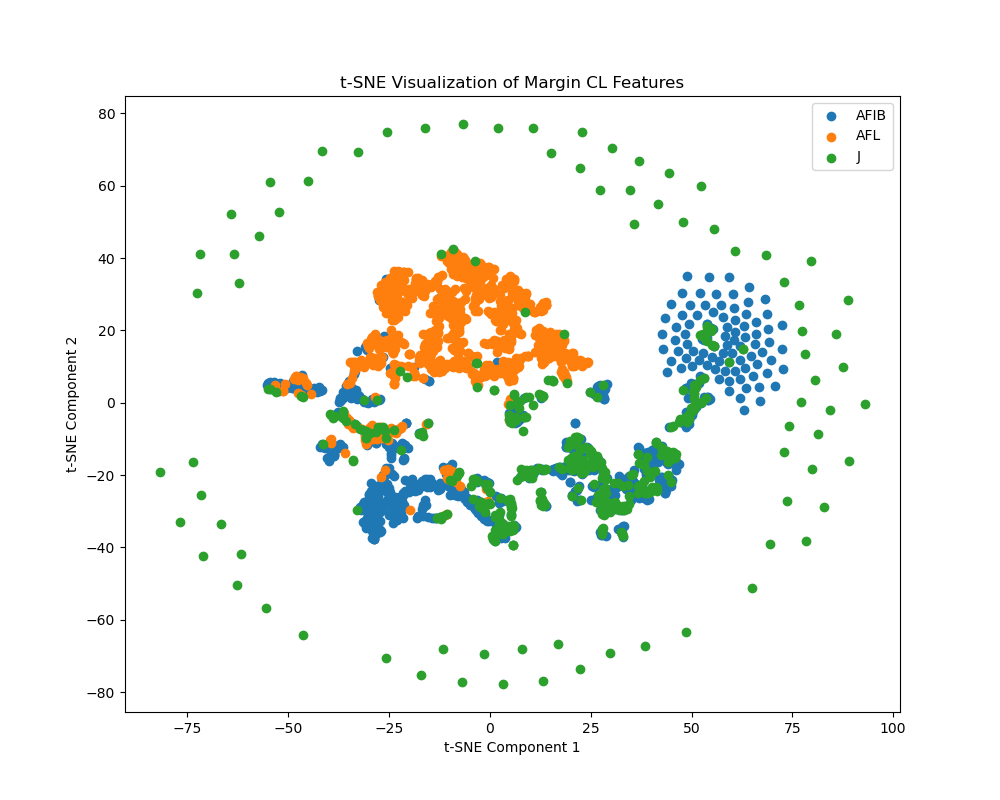 t-SNE Visualization of Margin CL Features
AFIB
AFL
J
80
60
40
20
0
−20
−40
−60
−80
t-SNE Component 2
−75
−50
−25
0
25
50
75
100
t-SNE Component 1